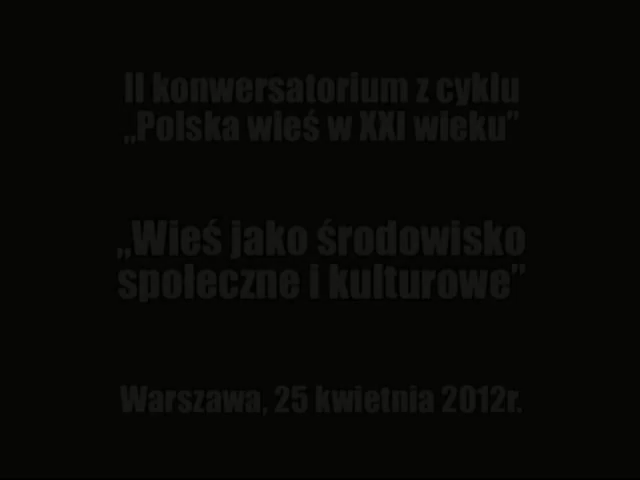 II konwersatorium z cyklu
„Polska wieś w XXI wieku”
„Wieś jako środowisko
społeczne i kulturowe”
Warszawa, 25 kwietnia 2012r.